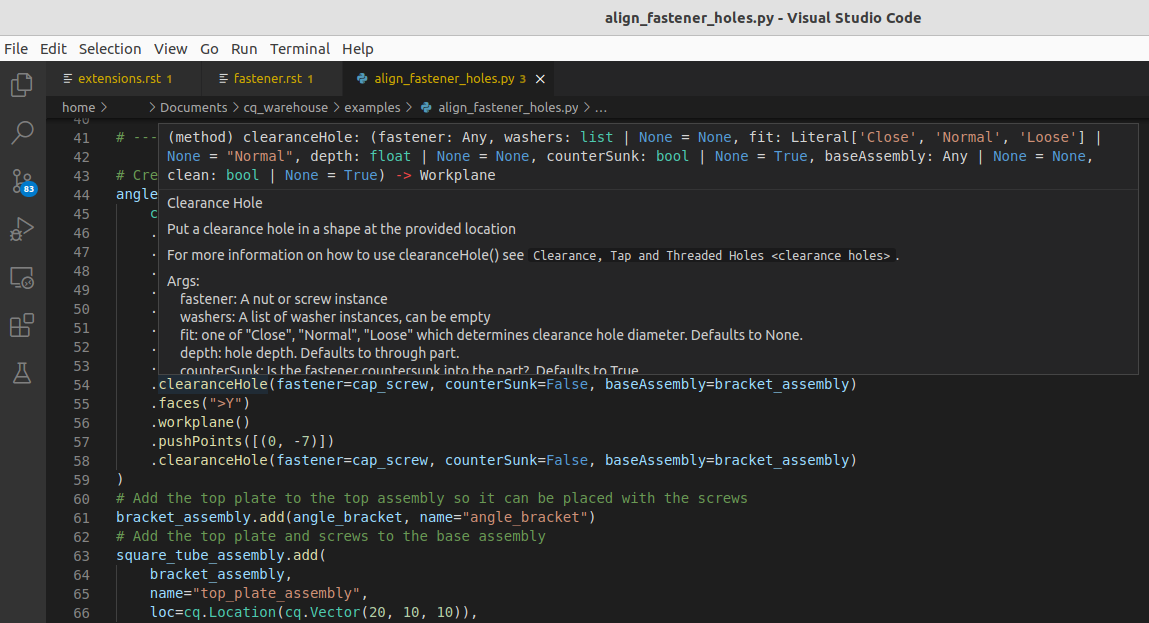 align_fastener_holes.py - Visual Studio Code
File Edit Selection View Go Run Terminal Help
extensions.rst 1 fastener.rst 1 align_fastener_holes.py 3 ×
home > > Documents > cq_warehouse > examples > align_fastener_holes.py > ...
40
41 # ---
(method) clearanceHole: (fastener: Any, washers: list | None = None, fit: Literal['Close', 'Normal', 'Loose'] |
42
None = "Normal", depth: float | None = None, counterSunk: bool | None = True, baseAssembly: Any | None = None,
43 # Cre
clean: bool | None = True) -> Workplane
44 angle
Clearance Hole
45 c
46 .
Put a clearance hole in a shape at the provided location
47 .
For more information on how to use clearanceHole() see Clearance, Tap and Threaded Holes <clearance holes> .
48 .
Args:
49 .
fastener: A nut or screw instance
50 .
washers: A list of washer instances, can be empty
51 .
fit: one of "Close", "Normal", "Loose" which determines clearance hole diameter. Defaults to None.
52 .
depth: hole depth. Defaults to through part.
53 .
counterSunk: Is the fastener countersunk into the part?. Defaults to True.
54 .clearanceHole(fastener=cap_screw, counterSunk=False, baseAssembly=bracket_assembly)
55 .faces(">Y")
56 .workplane()
57 .pushPoints([(0, -7)])
58 .clearanceHole(fastener=cap_screw, counterSunk=False, baseAssembly=bracket_assembly)
59 )
60 # Add the top plate to the top assembly so it can be placed with the screws
61 bracket_assembly.add(angle_bracket, name="angle_bracket")
62 # Add the top plate and screws to the base assembly
63 square_tube_assembly.add(
64 bracket_assembly,
65 name="top_plate_assembly",
66 loc=cq.Location(cq.Vector(20, 10, 10)),
83